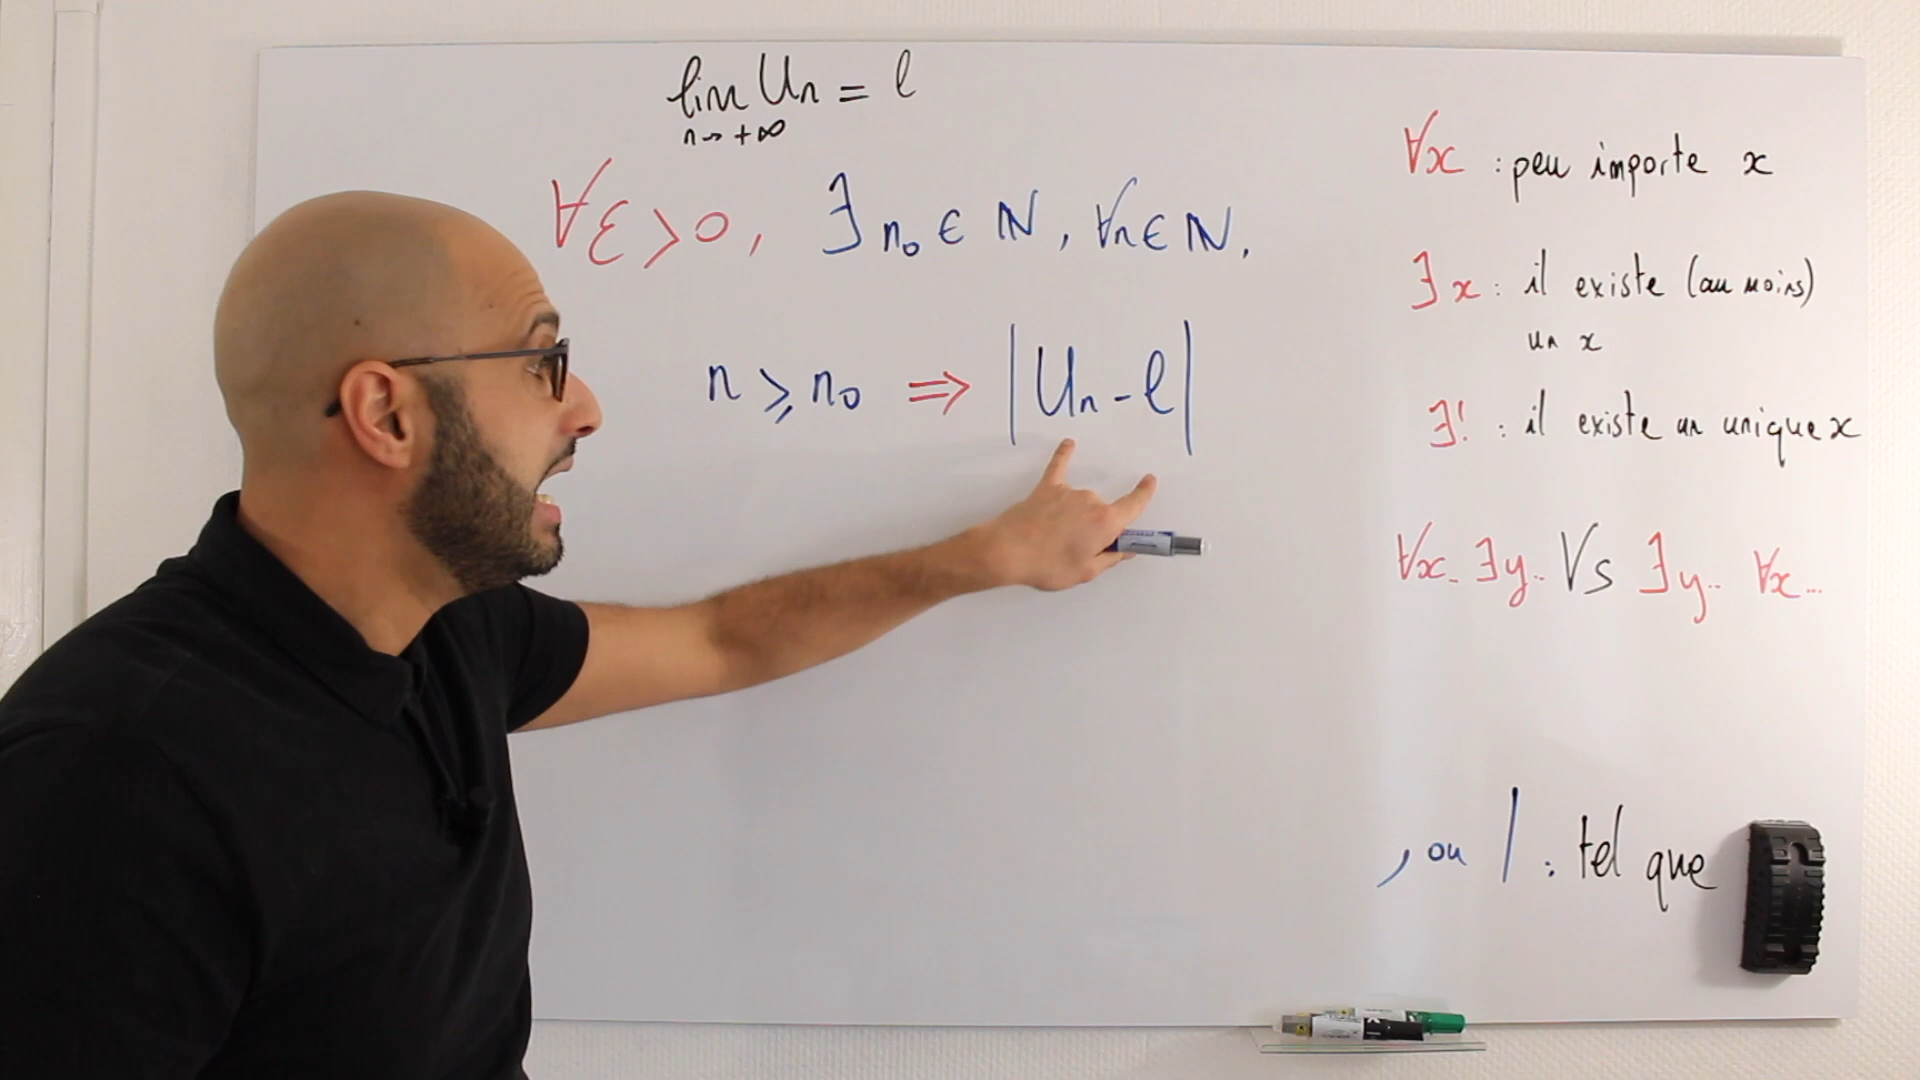 lim Un = l
n→ +∞
∀ε>0, ∃n₀∈ℕ, ∀n∈ℕ,
n ⩾ n₀ ⇒ |Un - l|
∀x : peu importe x
∃x : il existe (au moins)
un x
∃! : il existe un unique x
∀x.. ∃y.. Vs ∃y.. ∀x...
, ou / : tel que